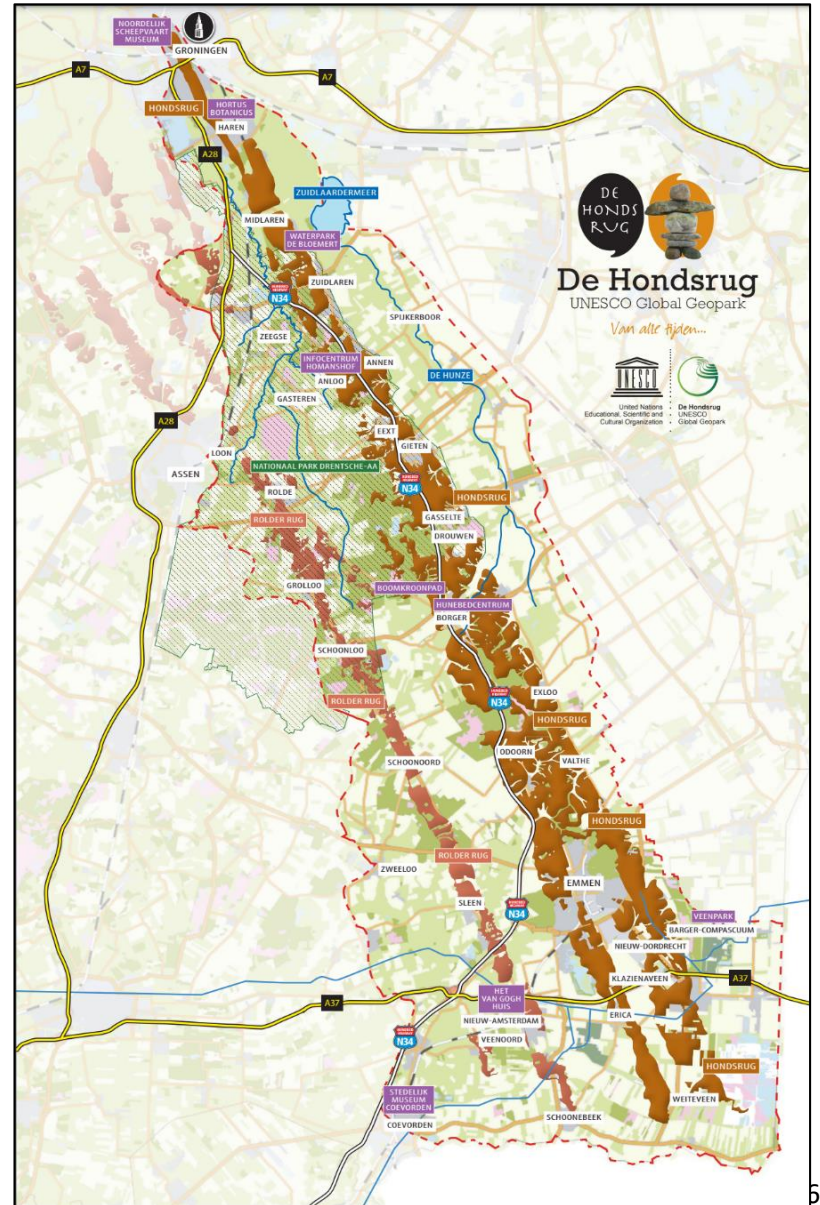 NOORDELIJK
SCHEEPVAART
MUSEUM
GRONINGEN
A7
A7
HONDSRUG
HORTUS
BOTANICUS
HAREN
A28
ZUIDLAARDERMEER
MIDLAREN
WATERPARK
DE BLOEMERT
ZUIDLAREN
N34
SPIJKERBOOR
ZEEGSE
INFOCENTRUM
HOMANSHOF
ANNEN
ANLOO
DE HUNZE
GASTEREN
A28
EEXT
GIETEN
LOON
ASSEN
NATIONAAL PARK DRENTSCHE-AA
ROLDE
N34
HONDSRUG
ROLDER RUG
GASSELTE
DROUWEN
GROLLOO
BOOMKROONPAD
HUNEBEDCENTRUM
BORGER
SCHOONLOO
ROLDER RUG
N34
EXLOO
HONDSRUG
ODOORN
SCHOONOORD
VALTHE
HONDSRUG
ROLDER RUG
ZWEELOO
EMMEN
SLEEN
N34
VEENPARK
BARGER-COMPASCUUM
NIEUW-DORDRECHT
KLAZIENAVEEN
A37
A37
HET
VAN GOGH
HUIS
ERICA
NIEUW-AMSTERDAM
VEENOORD
N34
HONDSRUG
WEITEVEEN
STEDELIJK
MUSEUM
COEVORDEN
COEVORDEN
SCHOONEBEEK
DE
HONDS
RUG
De Hondsrug
UNESCO Global Geopark
Van alle tijden...
UNESCO
United Nations
Educational, Scientific and
Cultural Organization
De Hondsrug
UNESCO
Global Geopark
6